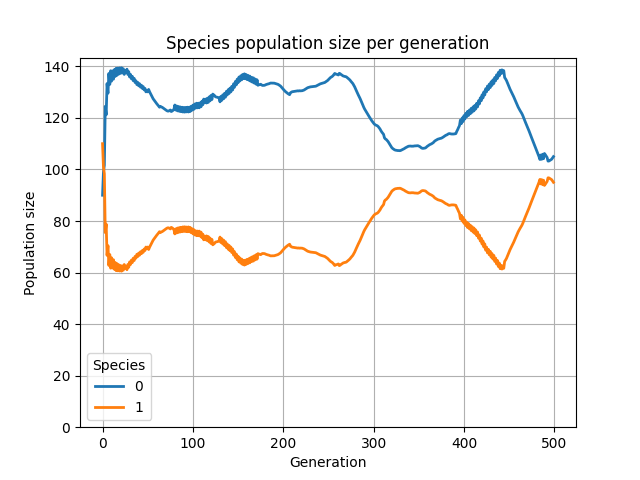 Species population size per generation
Population size
140
120
100
80
60
40
20
0
Species
0
1
0 100 200 300 400 500
Generation